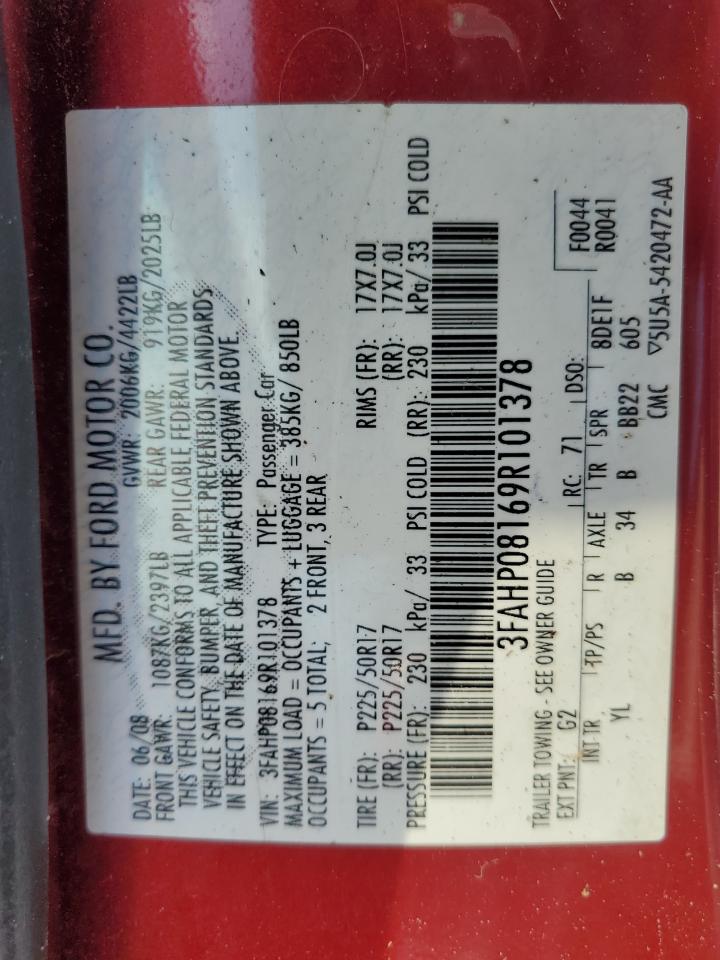 MFD. BY FORD MOTOR CO.
DATE: 06/08 GVWR: 2006KG/4422LB
FRONT GAWR: 1087KG/2397LB REAR GAWR: 919KG/2025LB
THIS VEHICLE CONFORMS TO ALL APPLICABLE FEDERAL MOTOR
VEHICLE SAFETY, BUMPER, AND THEFT PREVENTION STANDARDS
IN EFFECT ON THE DATE OF MANUFACTURE SHOWN ABOVE.
VIN: 3FAHP08169R101378 TYPE: Passenger Car
MAXIMUM LOAD = OCCUPANTS + LUGGAGE = 385KG/ 850LB
OCCUPANTS = 5 TOTAL; 2 FRONT, 3 REAR
TIRE (FR): P225/50R17 RIMS (FR): 17X7.0J
(RR): P225/50R17 (RR): 17X7.0J
PRESSURE (FR): 230 kPa/ 33 PSI COLD (RR): 230 kPa/ 33 PSI COLD
3FAHP08169R101378
TRAILER TOWING - SEE OWNER GUIDE
EXT PNT: G2 RC: 71 DSO: F0044
R0041
INT TR TP/PS R AXLE TR SPR 8DE1F
YL B 34 B BB22 605
CMC ▽5U5A-5420472-AA